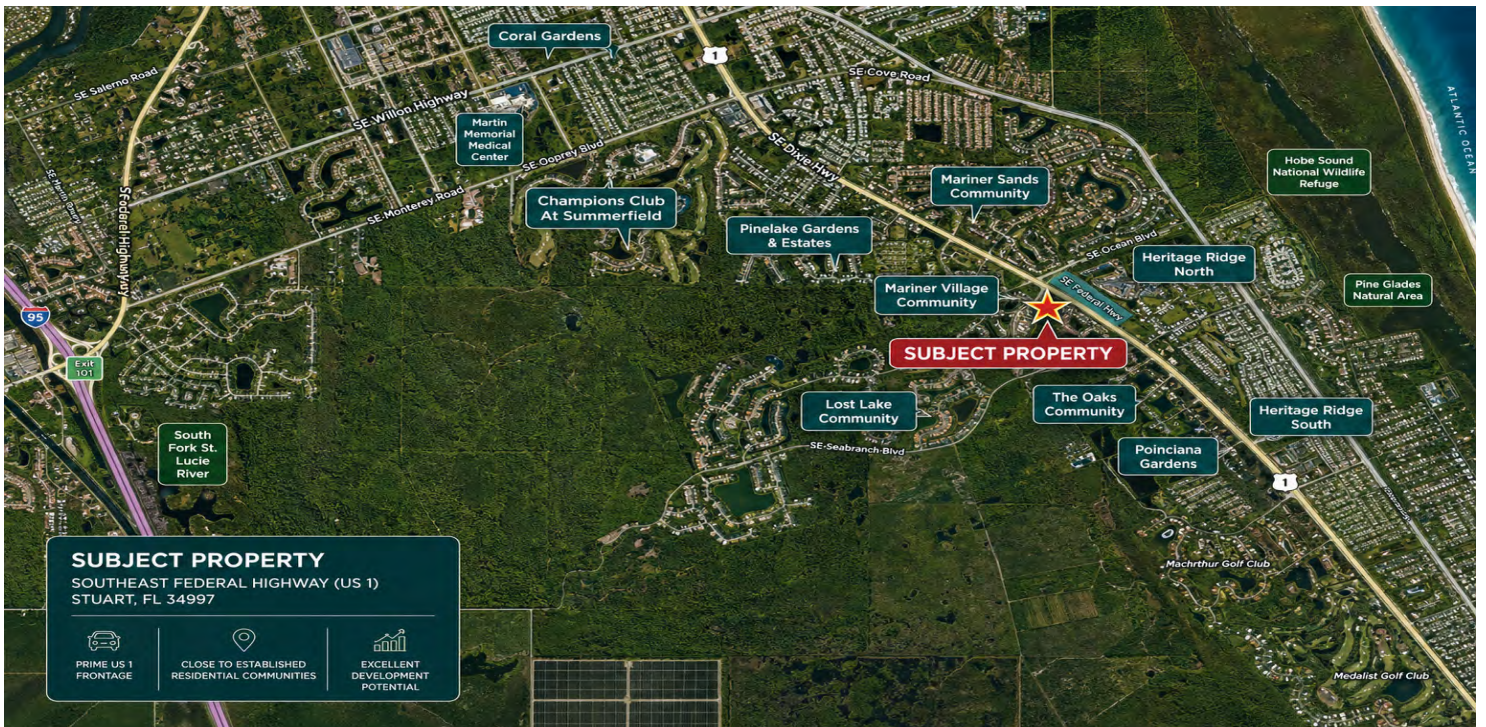 Coral Gardens
1
SE Salerno Road
SE Willon Highway
SE Cove Road
ATLANTIC OCEAN
Martin
Memorial
Medical
Center
SE Ooprey Blvd
SE Dixie Hwy
Hobe Sound
National Wildlife
Refuge
Mariner Sands
Community
SE Monterey Road
Champions Club
At Summerfield
Pinelake Gardens
& Estates
SE Ocean Blvd
Heritage Ridge
North
Mariner Village
Community
SE Federal Hwy
Pine Glades
Natural Area
95
SUBJECT PROPERTY
Exit
101
Lost Lake
Community
The Oaks
Community
Heritage Ridge
South
South
Fork St.
Lucie
River
SE Seabranch Blvd
Poinciana
Gardens
1
SUBJECT PROPERTY
SOUTHEAST FEDERAL HIGHWAY (US 1)
STUART, FL 34997
PRIME US 1
FRONTAGE
CLOSE TO ESTABLISHED
RESIDENTIAL COMMUNITIES
EXCELLENT
DEVELOPMENT
POTENTIAL
Machrthur Golf Club
Medalist Golf Club